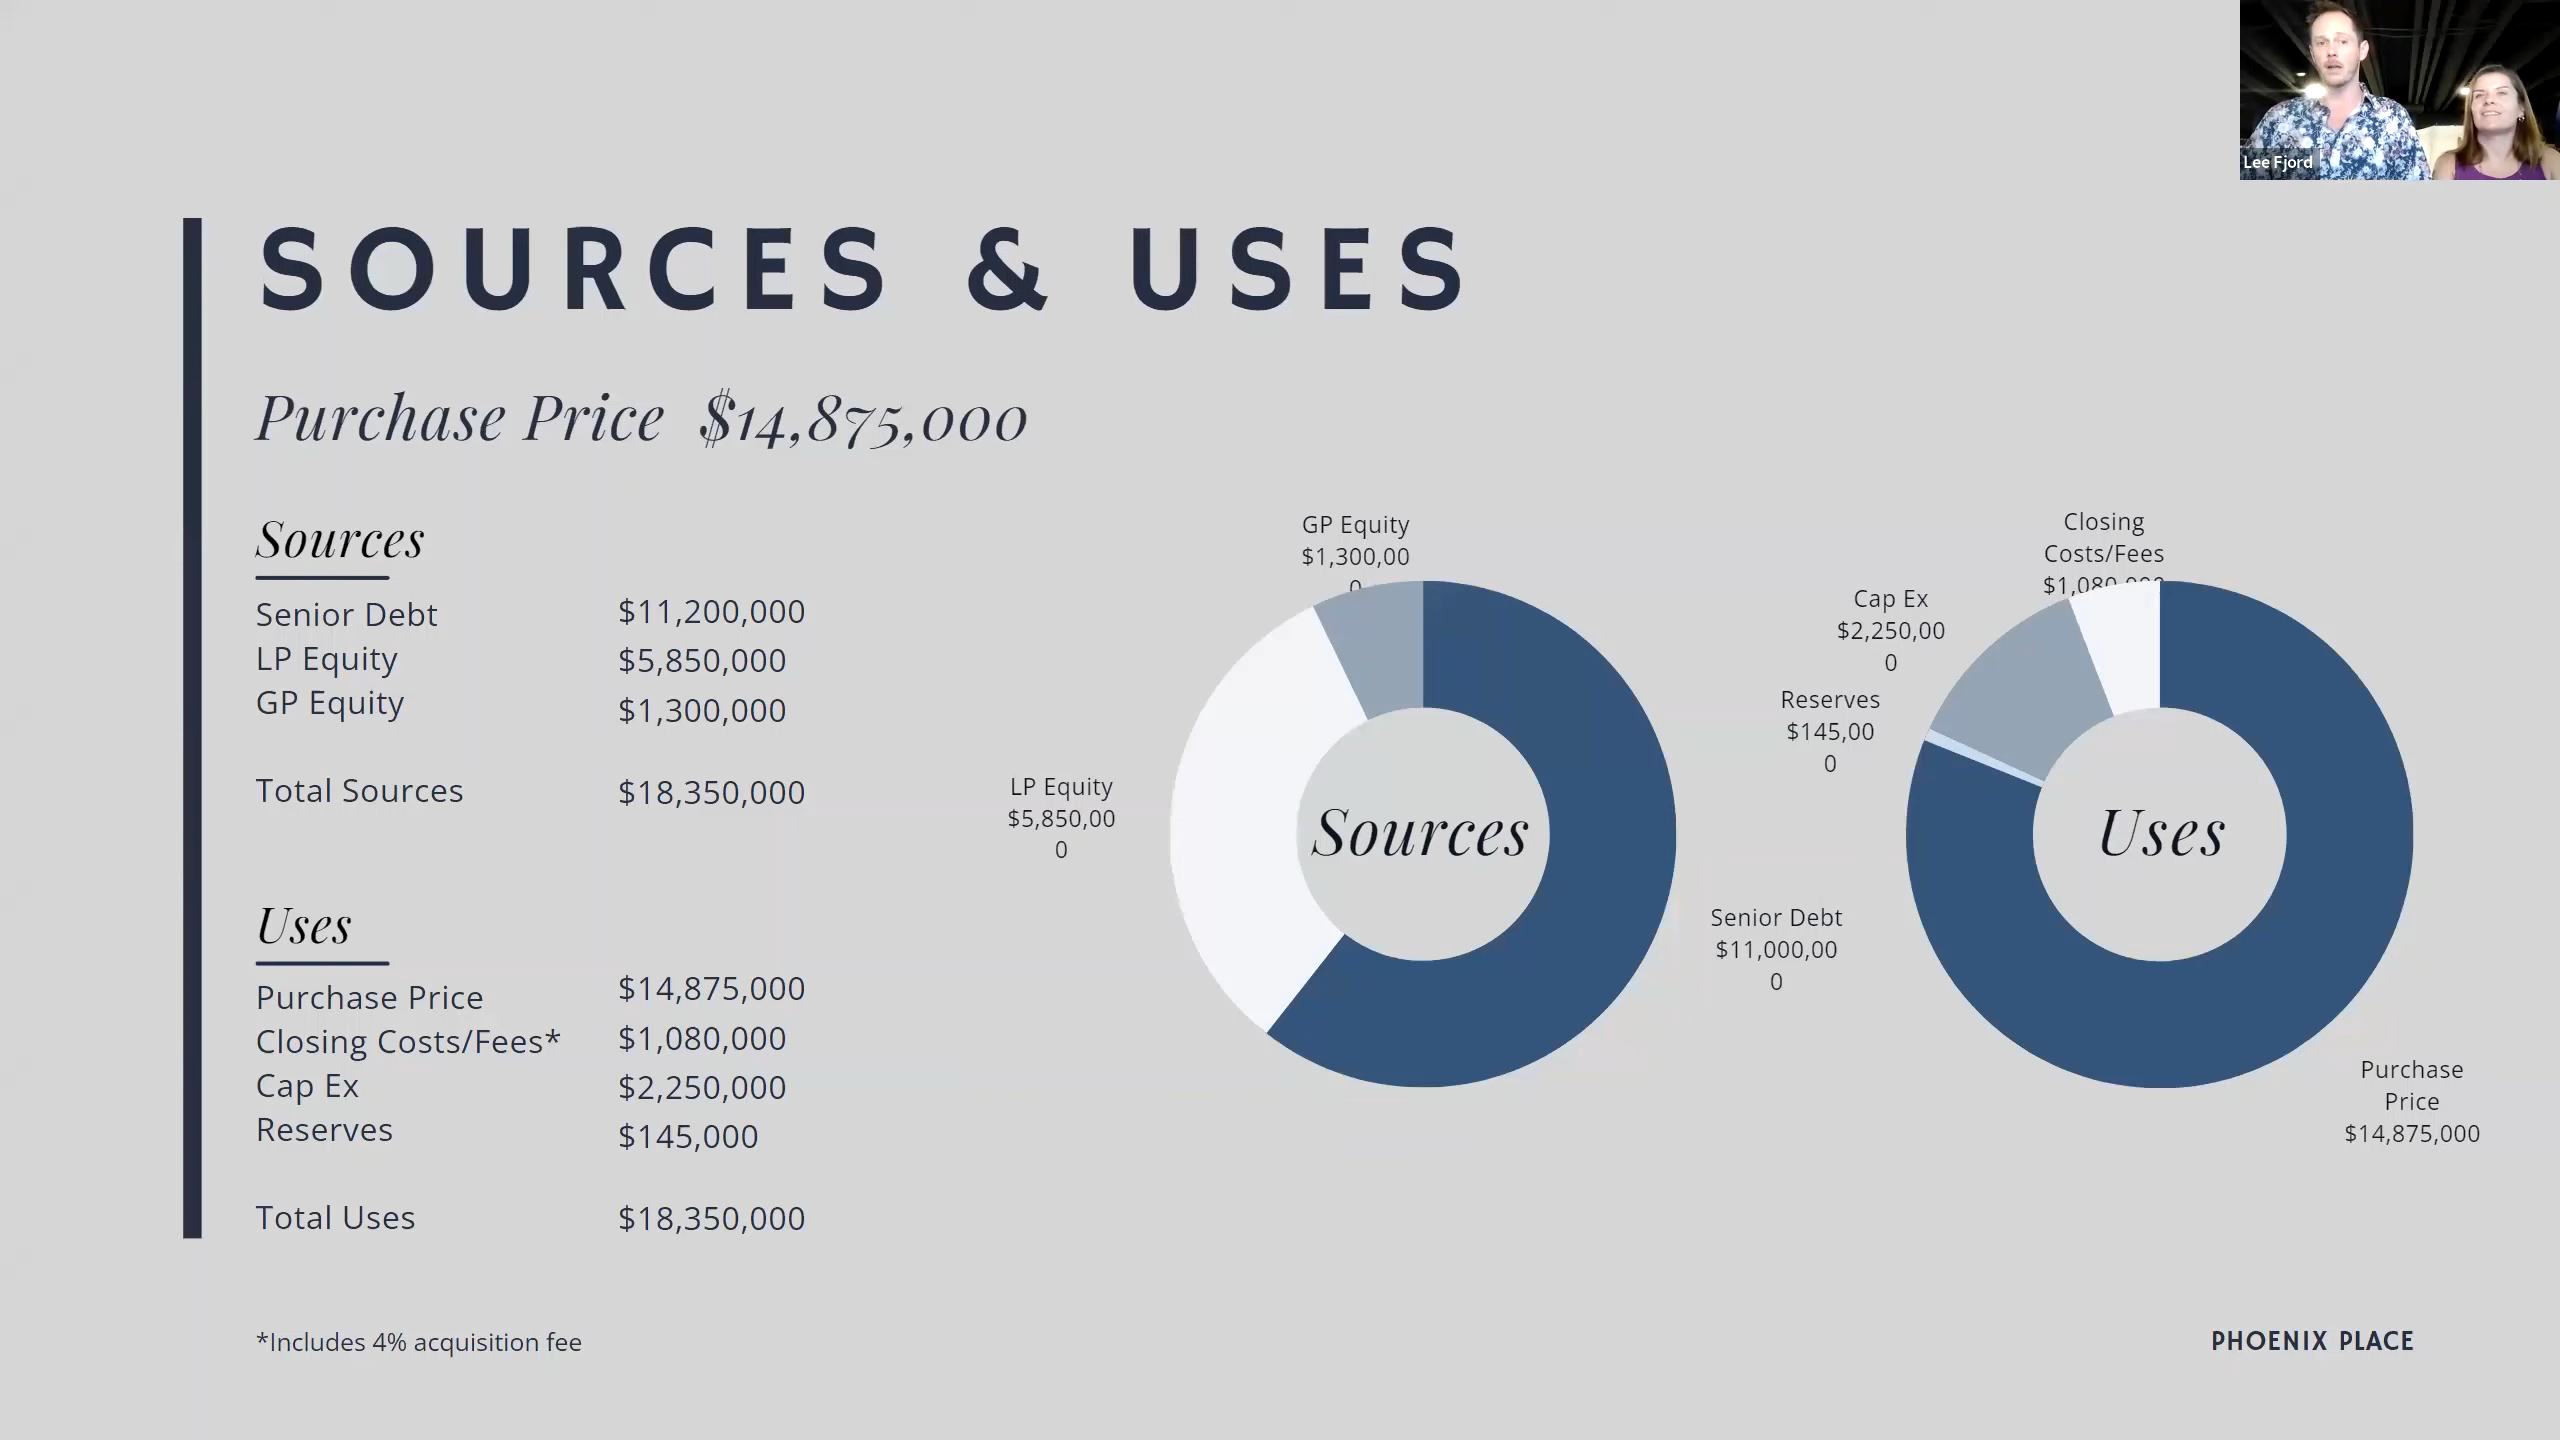 Lee Fjord
SOURCES & USES
Purchase Price $14,875,000
Sources
Senior Debt $11,200,000
LP Equity $5,850,000
GP Equity $1,300,000
Total Sources $18,350,000
Uses
Purchase Price $14,875,000
Closing Costs/Fees* $1,080,000
Cap Ex $2,250,000
Reserves $145,000
Total Uses $18,350,000
GP Equity
$1,300,00
0
LP Equity
$5,850,00
0
Sources
Senior Debt
$11,000,00
0
Closing
Costs/Fees
$1,080,000
Cap Ex
$2,250,00
0
Reserves
$145,00
0
Uses
Purchase
Price
$14,875,000
*Includes 4% acquisition fee
PHOENIX PLACE